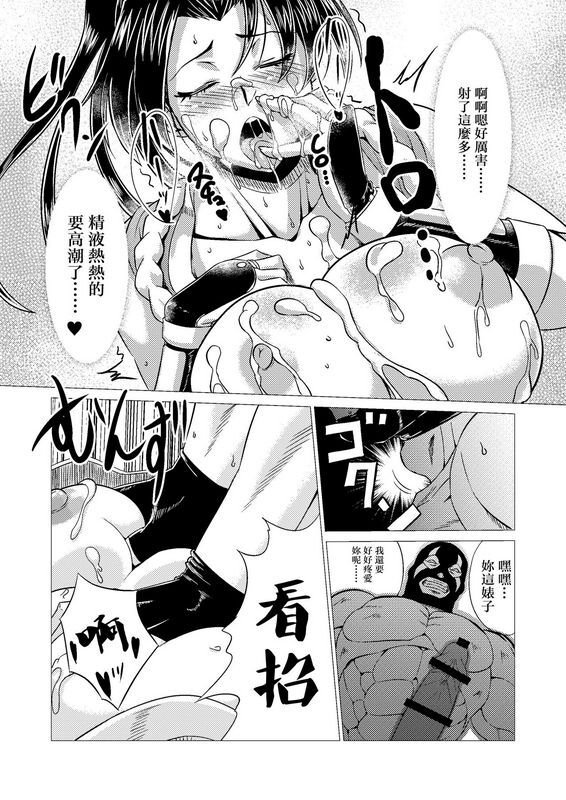 啊啊嗯好厲害……
射了這麼多……
トロ
ビクッ
精液熱熱的
要高潮了……♥
ゴク
嘿嘿…
妳這婊子
我還要
好好疼愛
妳呢……
むんず
看招
啊